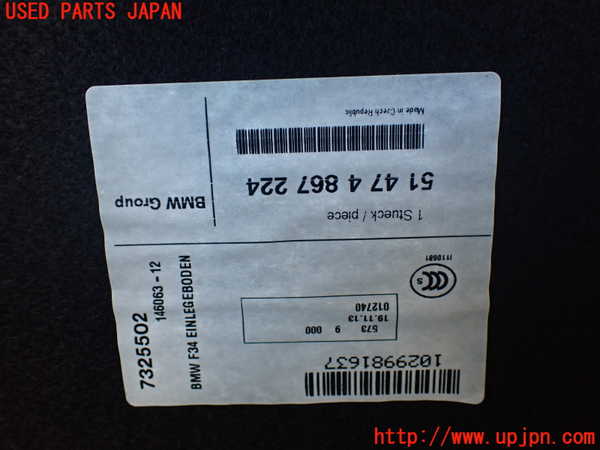 USED PARTS JAPAN
Made in Czech Republic
51 47 4 867 224
1 Stueck / piece
BMW Group
7325502
146063-12
BMW F34 EINLEGEBODEN
I110681
S
573 9 000
19.11.13
012740
1029981637
http://www.upjpn.com/